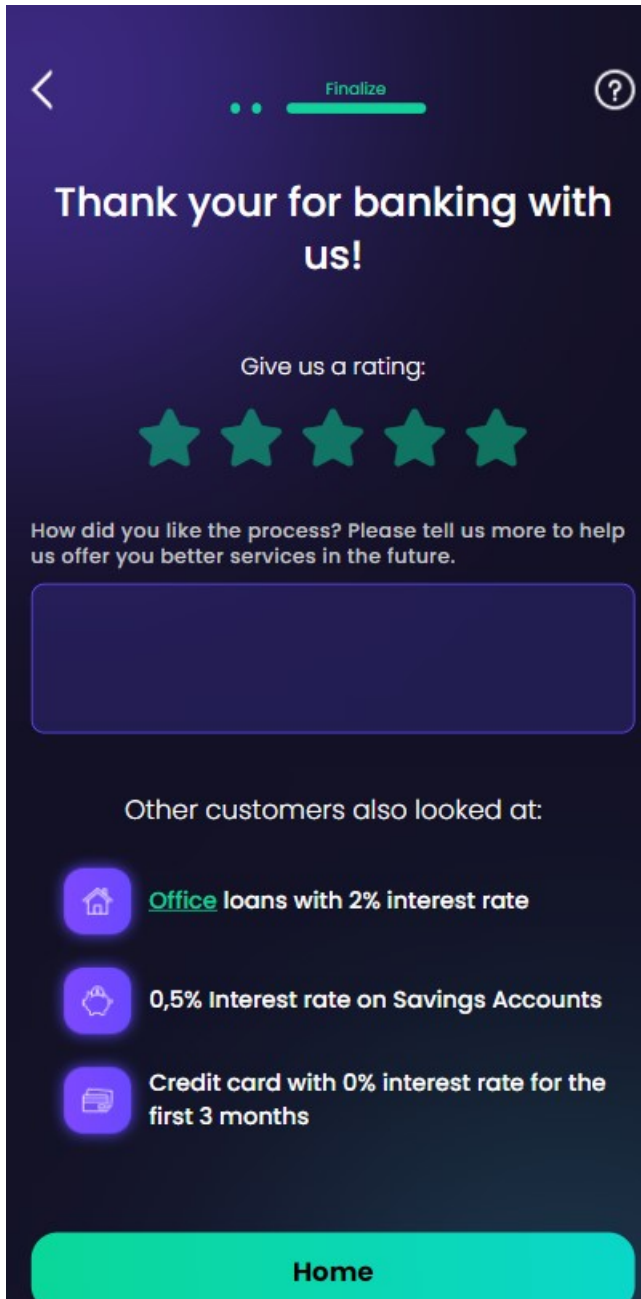 Finalize
?
Thank your for banking with
us!
Give us a rating:
How did you like the process? Please tell us more to help
us offer you better services in the future.
Other customers also looked at:
Office loans with 2% interest rate
0,5% Interest rate on Savings Accounts
Credit card with 0% interest rate for the
first 3 months
Home